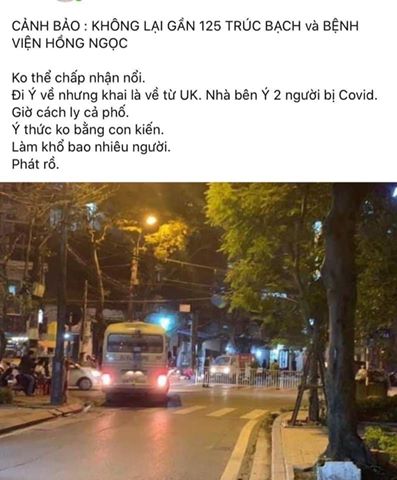 CẢNH BÁO : KHÔNG LẠI GẦN 125 TRÚC BẠCH và BỆNH
VIỆN HỒNG NGỌC
Ko thể chấp nhận nổi.
Đi Ý về nhưng khai là về từ UK. Nhà bên Ý 2 người bị Covid.
Giờ cách ly cả phố.
Ý thức ko bằng con kiến.
Làm khổ bao nhiêu người.
Phát rồ.